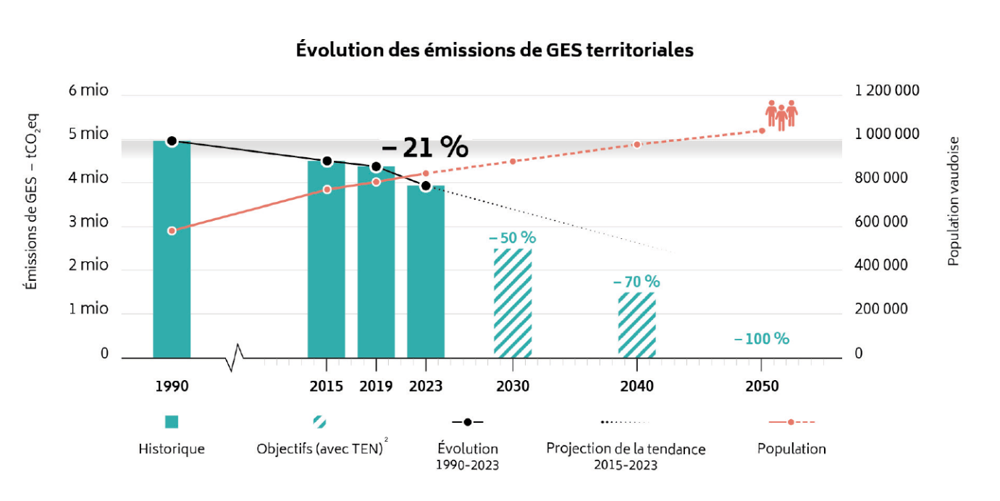 Évolution des émissions de GES territoriales
Émissions de GES – tCO₂eq
6 mio
5 mio
4 mio
3 mio
2 mio
1 mio
0
1 200 000
1 000 000
800 000
600 000
400 000
200 000
0
Population vaudoise
– 21 %
– 50 %
– 70 %
– 100 %
1990 2015 2019 2023 2030 2040 2050
Historique
Objectifs (avec TEN)²
Évolution
1990-2023
Projection de la tendance
2015-2023
Population